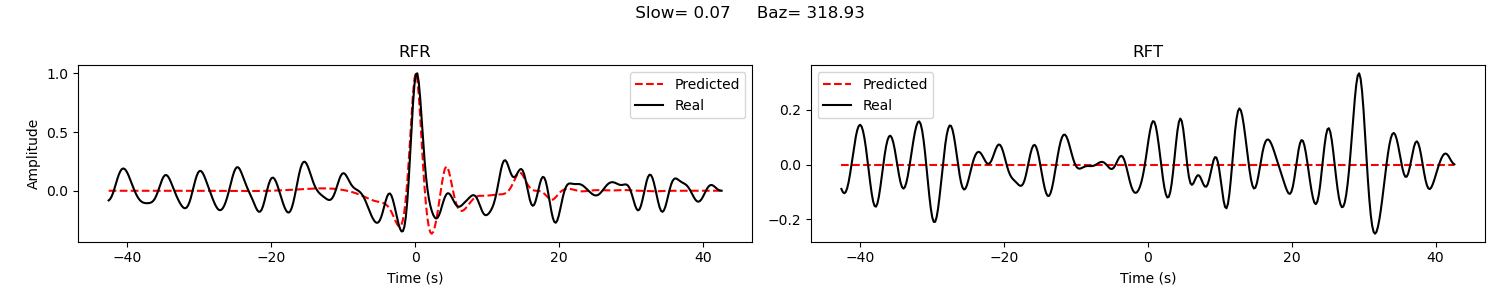 Slow= 0.07 Baz= 318.93
RFR
RFT
Amplitude
1.0
0.5
0.0
Predicted
Real
−40
−20
0
20
40
Time (s)
0.2
0.0
−0.2
Predicted
Real
−40
−20
0
20
40
Time (s)